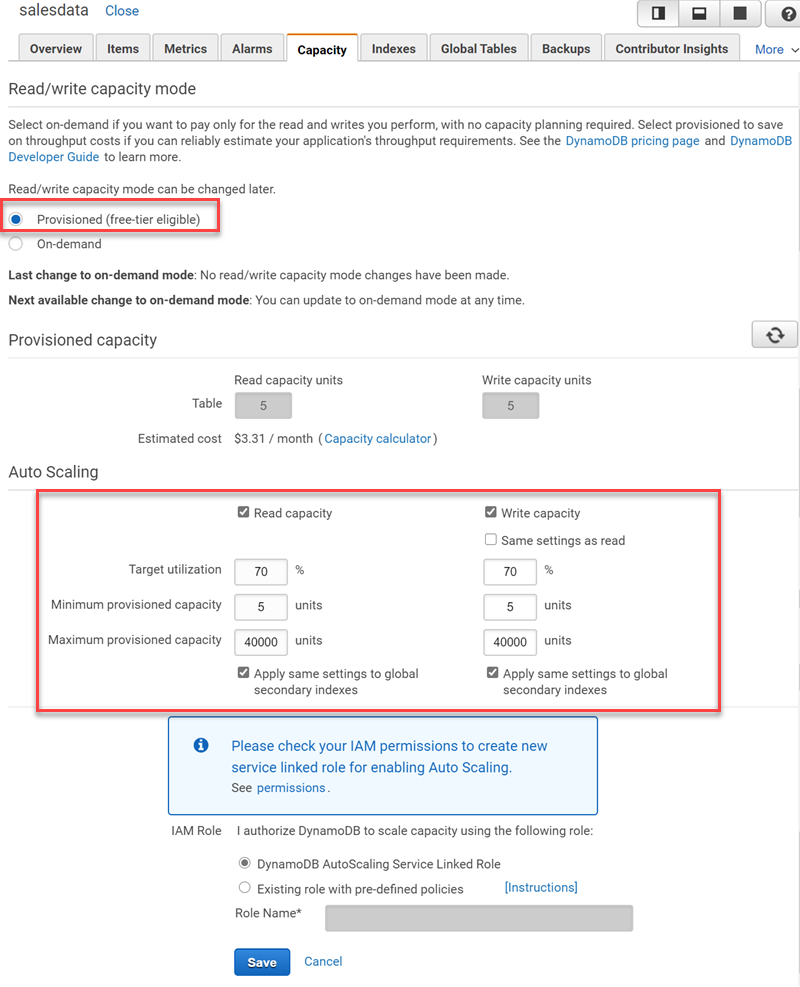 salesdata Close
Overview Items Metrics Alarms Capacity Indexes Global Tables Backups Contributor Insights More
Read/write capacity mode
Select on-demand if you want to pay only for the read and writes you perform, with no capacity planning required. Select provisioned to save
on throughput costs if you can reliably estimate your application's throughput requirements. See the DynamoDB pricing page and DynamoDB
Developer Guide to learn more.
Read/write capacity mode can be changed later.
Provisioned (free-tier eligible)
On-demand
Last change to on-demand mode: No read/write capacity mode changes have been made.
Next available change to on-demand mode: You can update to on-demand mode at any time.
Provisioned capacity
Read capacity units Write capacity units
Table 5 5
Estimated cost $3.31 / month (Capacity calculator)
Auto Scaling
Read capacity Write capacity
Same settings as read
Target utilization 70 % 70 %
Minimum provisioned capacity 5 units 5 units
Maximum provisioned capacity 40000 units 40000 units
Apply same settings to global Apply same settings to global
secondary indexes secondary indexes
Please check your IAM permissions to create new
service linked role for enabling Auto Scaling.
See permissions.
IAM Role I authorize DynamoDB to scale capacity using the following role:
DynamoDB AutoScaling Service Linked Role
Existing role with pre-defined policies [Instructions]
Role Name*
Save Cancel